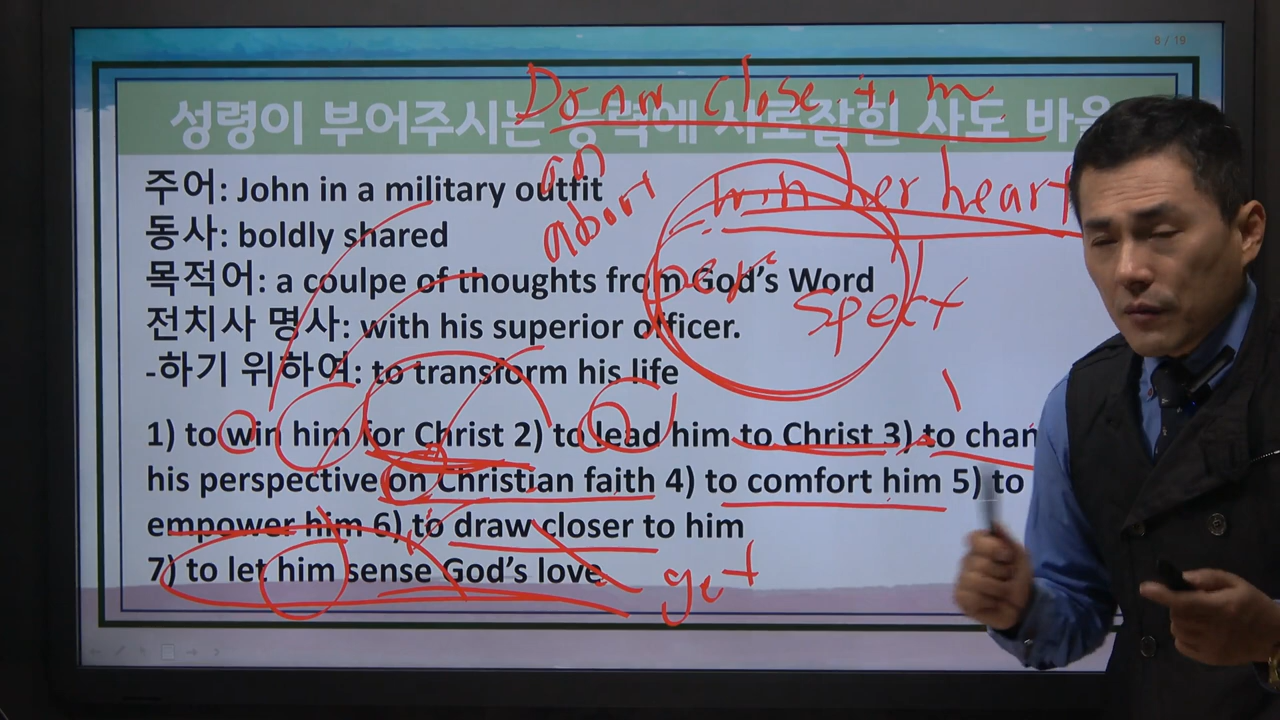 8 / 19
Draw close to m
성령이 부어주시는 능력에 사로잡힌 사도 바울
on
about
주어: John in a military outfit
win her heart
동사: boldly shared
목적어: a coulpe of thoughts from God's Word
per
spect
전치사 명사: with his superior officer.
-하기 위하여: to transform his life
1) to win him for Christ 2) to lead him to Christ 3) to chan
his perspective on Christian faith 4) to comfort him 5) to
empower him 6) to draw closer to him
7) to let him sense God's love
get